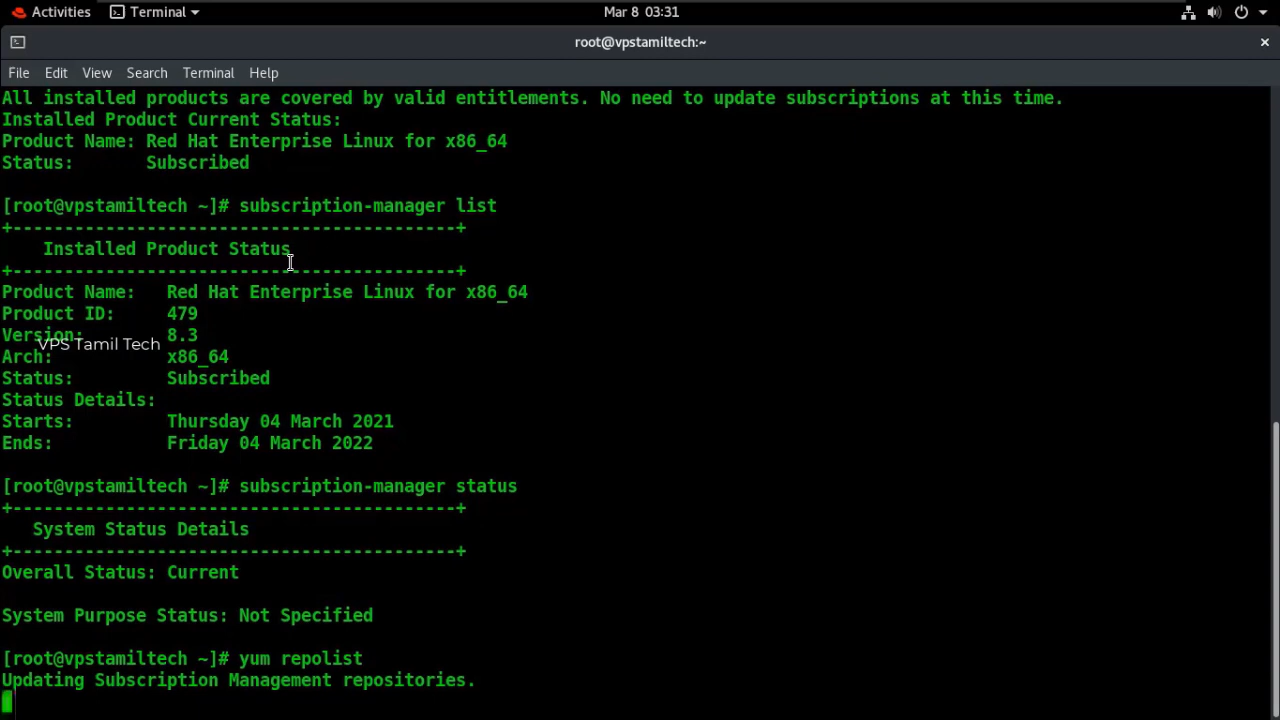 Activities Terminal Mar 8 03:31
root@vpstamiltech:~
File Edit View Search Terminal Help
All installed products are covered by valid entitlements. No need to update subscriptions at this time.
Installed Product Current Status:
Product Name: Red Hat Enterprise Linux for x86_64
Status:       Subscribed
[root@vpstamiltech ~]# subscription-manager list
+-------------------------------------------+
    Installed Product Status
+-------------------------------------------+
Product Name:   Red Hat Enterprise Linux for x86_64
Product ID:     479
Version:        8.3
VPS Tamil Tech
Arch:           x86_64
Status:         Subscribed
Status Details:
Starts:         Thursday 04 March 2021
Ends:           Friday 04 March 2022
[root@vpstamiltech ~]# subscription-manager status
+-------------------------------------------+
   System Status Details
+-------------------------------------------+
Overall Status: Current
System Purpose Status: Not Specified
[root@vpstamiltech ~]# yum repolist
Updating Subscription Management repositories.